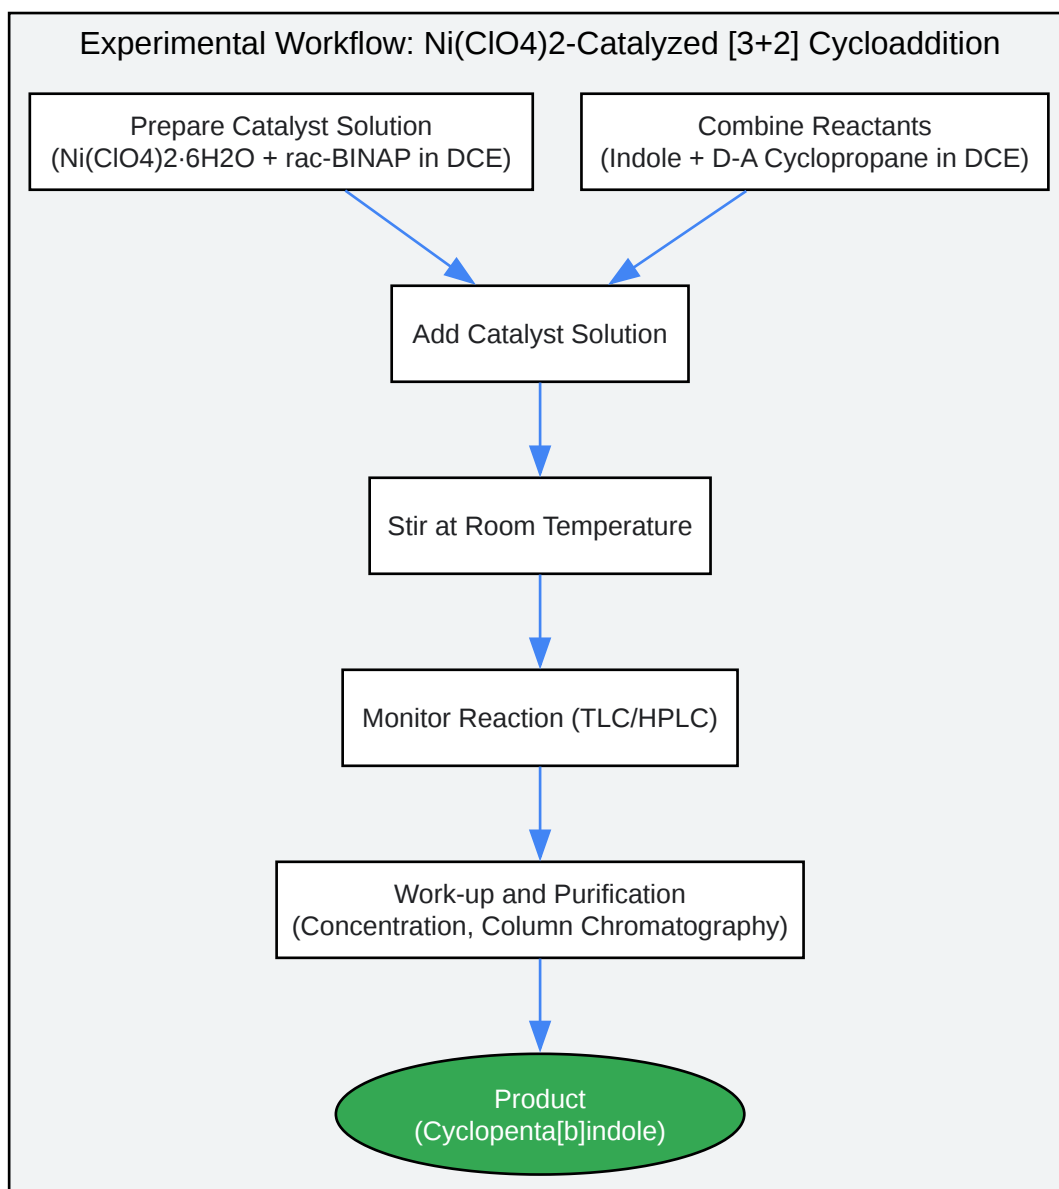 Experimental Workflow: Ni(ClO4)2-Catalyzed [3+2] Cycloaddition
Prepare Catalyst Solution
(Ni(ClO4)2·6H2O + rac-BINAP in DCE)
Combine Reactants
(Indole + D-A Cyclopropane in DCE)
Add Catalyst Solution
Stir at Room Temperature
Monitor Reaction (TLC/HPLC)
Work-up and Purification
(Concentration, Column Chromatography)
Product
(Cyclopenta[b]indole)